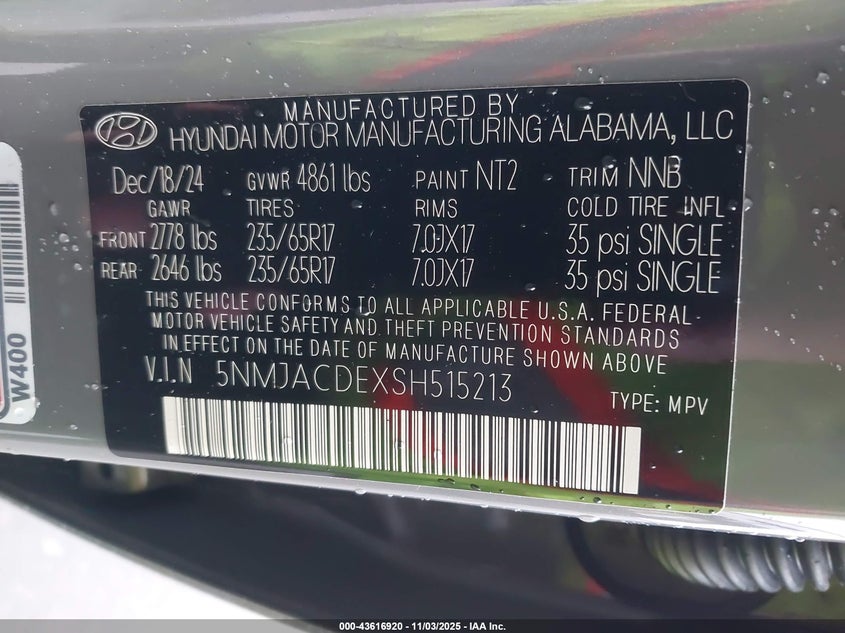 MANUFACTURED BY
HYUNDAI MOTOR MANUFACTURING ALABAMA, LLC
Dec/18/24 GVWR 4861 lbs PAINT NT2 TRIM NNB
GAWR TIRES RIMS COLD TIRE INFL
FRONT 2778 lbs 235/65R17 7.0JX17 35 psi SINGLE
REAR 2646 lbs 235/65R17 7.0JX17 35 psi SINGLE
THIS VEHICLE CONFORMS TO ALL APPLICABLE U.S.A. FEDERAL
MOTOR VEHICLE SAFETY AND THEFT PREVENTION STANDARDS
IN EFFECT ON THE DATE OF MANUFACTURE SHOWN ABOVE
V.I.N 5NMJACDEXSH515213
TYPE: MPV
W400
000-43616920 - 11/03/2025 - IAA Inc.